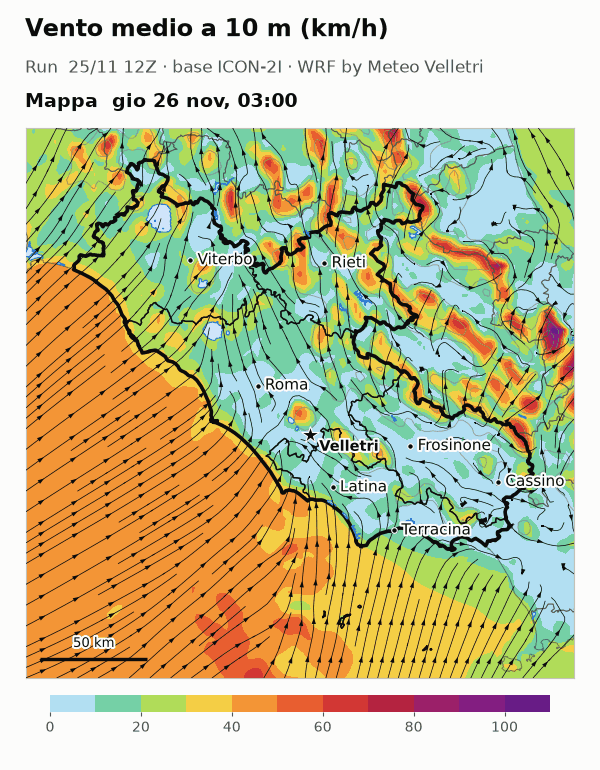 Vento medio a 10 m (km/h)
Run 25/11 12Z · base ICON-2I · WRF by Meteo Velletri
Mappa gio 26 nov, 03:00
Viterbo
Rieti
Roma
Velletri
Frosinone
Latina
Cassino
Terracina
50 km
0 20 40 60 80 100